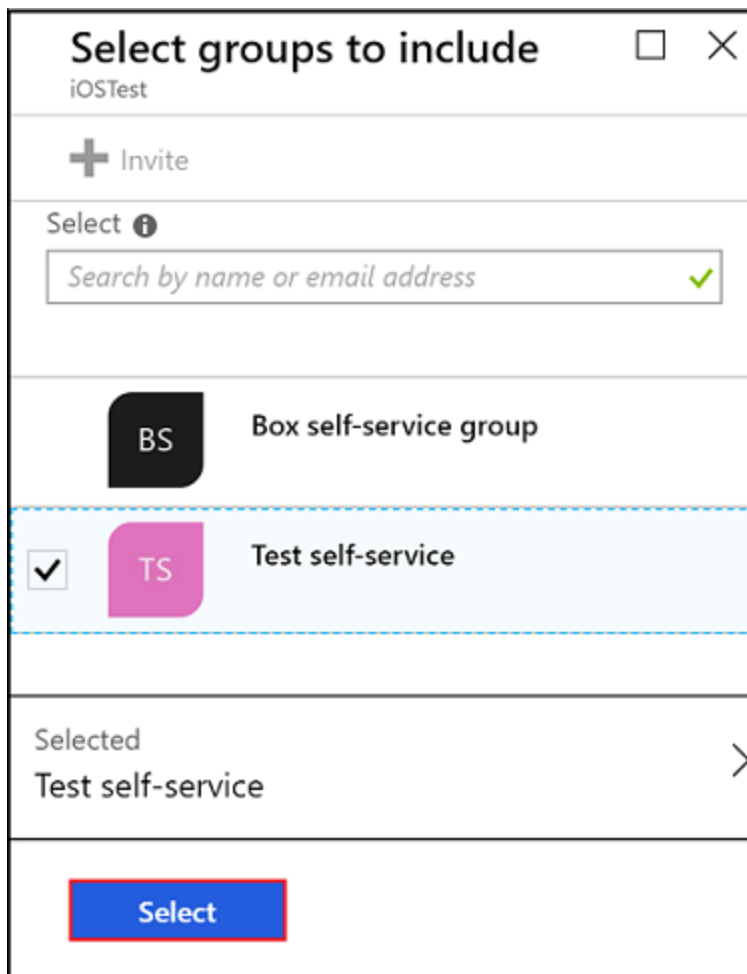 Select groups to include
iOSTest
Invite
Select
Search by name or email address
BS
Box self-service group
TS
Test self-service
Selected
Test self-service
Select